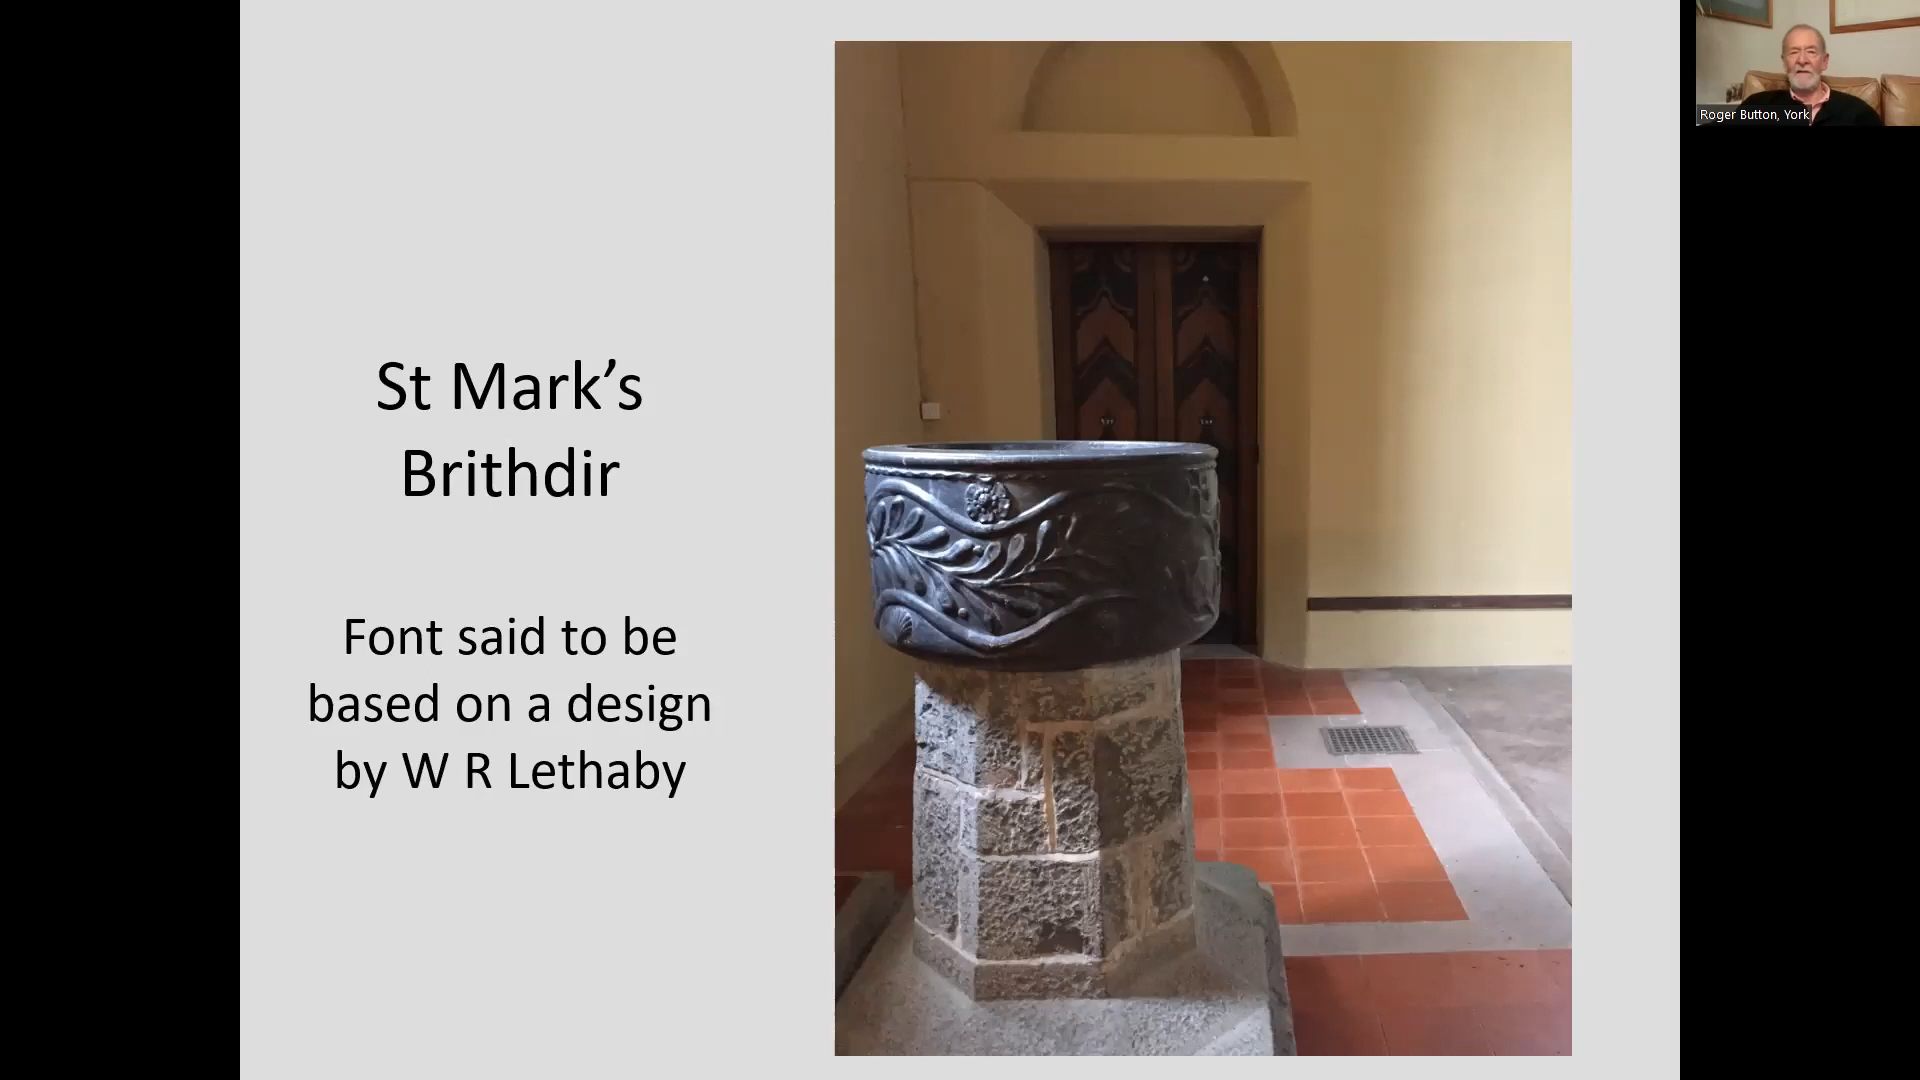 St Mark’s
Brithdir
Font said to be
based on a design
by W R Lethaby
Roger Button, York